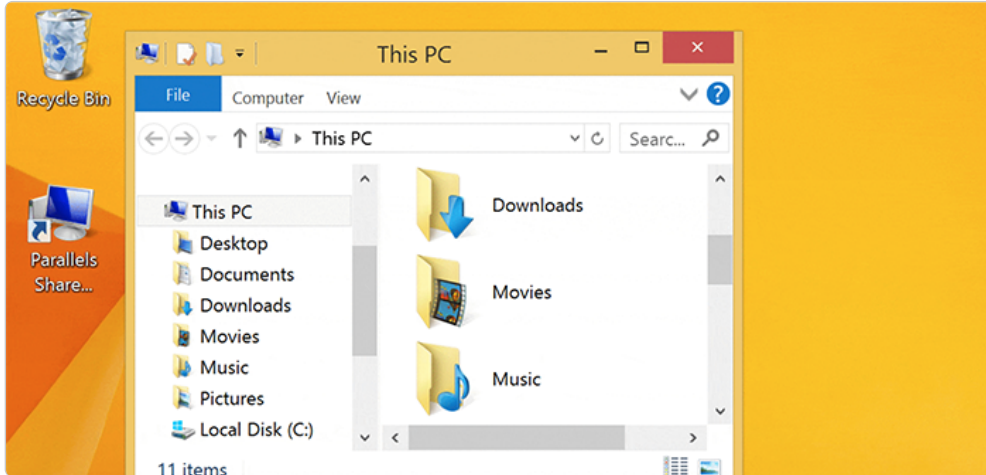 Recycle Bin
Parallels
Share...
This PC
File
Computer
View
This PC
Searc...
This PC
Desktop
Documents
Downloads
Movies
Music
Pictures
Local Disk (C:)
Downloads
Movies
Music
11 items